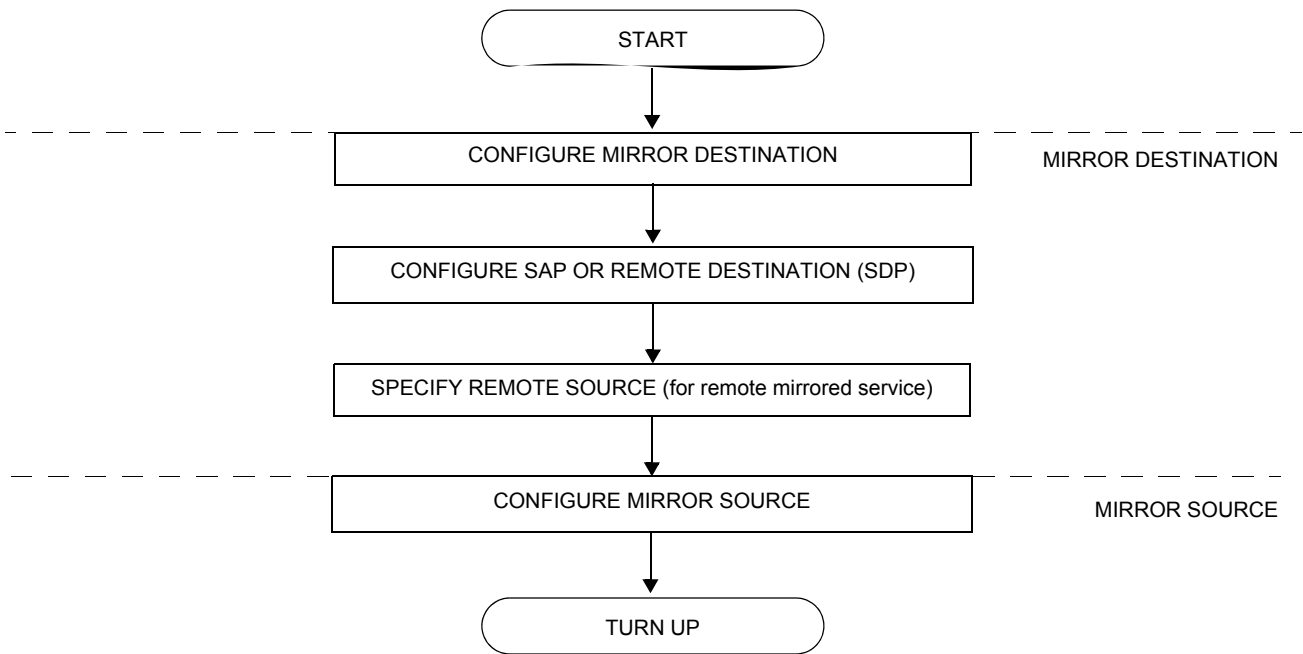 START
CONFIGURE MIRROR DESTINATION
MIRROR DESTINATION
CONFIGURE SAP OR REMOTE DESTINATION (SDP)
SPECIFY REMOTE SOURCE (for remote mirrored service)
CONFIGURE MIRROR SOURCE
MIRROR SOURCE
TURN UP